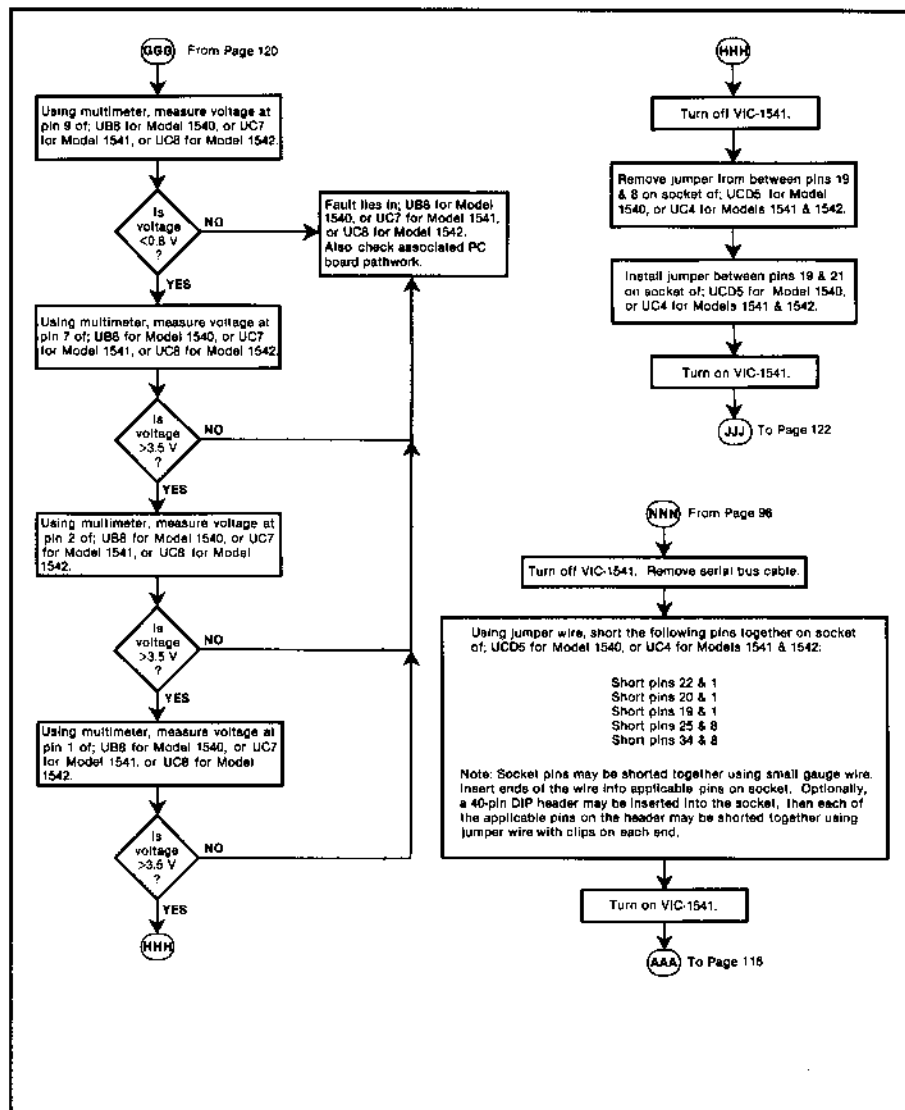 GGG From Page 120
Using multimeter, measure voltage at
pin 9 of; UB8 for Model 1540, or UC7
for Model 1541, or UC8 for Model 1542.
Is
voltage
<0.8 V
?
NO
YES
Fault lies in; UB8 for Model
1540, or UC7 for Model 1541,
or UC8 for Model 1542.
Also check associated PC
board pathwork.
Using multimeter, measure voltage at
pin 7 of; UB8 for Model 1540, or UC7
for Model 1541, or UC8 for Model 1542.
Is
voltage
>3.5 V
?
NO
YES
Using multimeter, measure voltage at
pin 2 of; UB8 for Model 1540, or UC7
for Model 1541, or UC8 for Model
1542.
Is
voltage
>3.5 V
?
NO
YES
Using multimeter, measure voltage at
pin 1 of; UB8 for Model 1540, or UC7
for Model 1541, or UC8 for Model
1542.
Is
voltage
>3.5 V
?
NO
YES
HHH
HHH
Turn off VIC-1541.
Remove jumper from between pins 19
& 8 on socket of; UCD5 for Model
1540, or UC4 for Models 1541 & 1542.
Install jumper between pins 19 & 21
on socket of; UCD5 for Model 1540,
or UC4 for Models 1541 & 1542.
Turn on VIC-1541.
JJJ To Page 122
NNN From Page 96
Turn off VIC-1541. Remove serial bus cable.
Using jumper wire, short the following pins together on socket
of; UCD5 for Model 1540, or UC4 for Models 1541 & 1542:
Short pins 22 & 1
Short pins 20 & 1
Short pins 19 & 1
Short pins 25 & 8
Short pins 34 & 8
Note: Socket pins may be shorted together using small gauge wire.
Insert ends of the wire into applicable pins on socket. Optionally,
a 40-pin DIP header may be inserted into the socket, then each of
the applicable pins on the header may be shorted together using
jumper wire with clips on each end.
Turn on VIC-1541.
AAA To Page 116